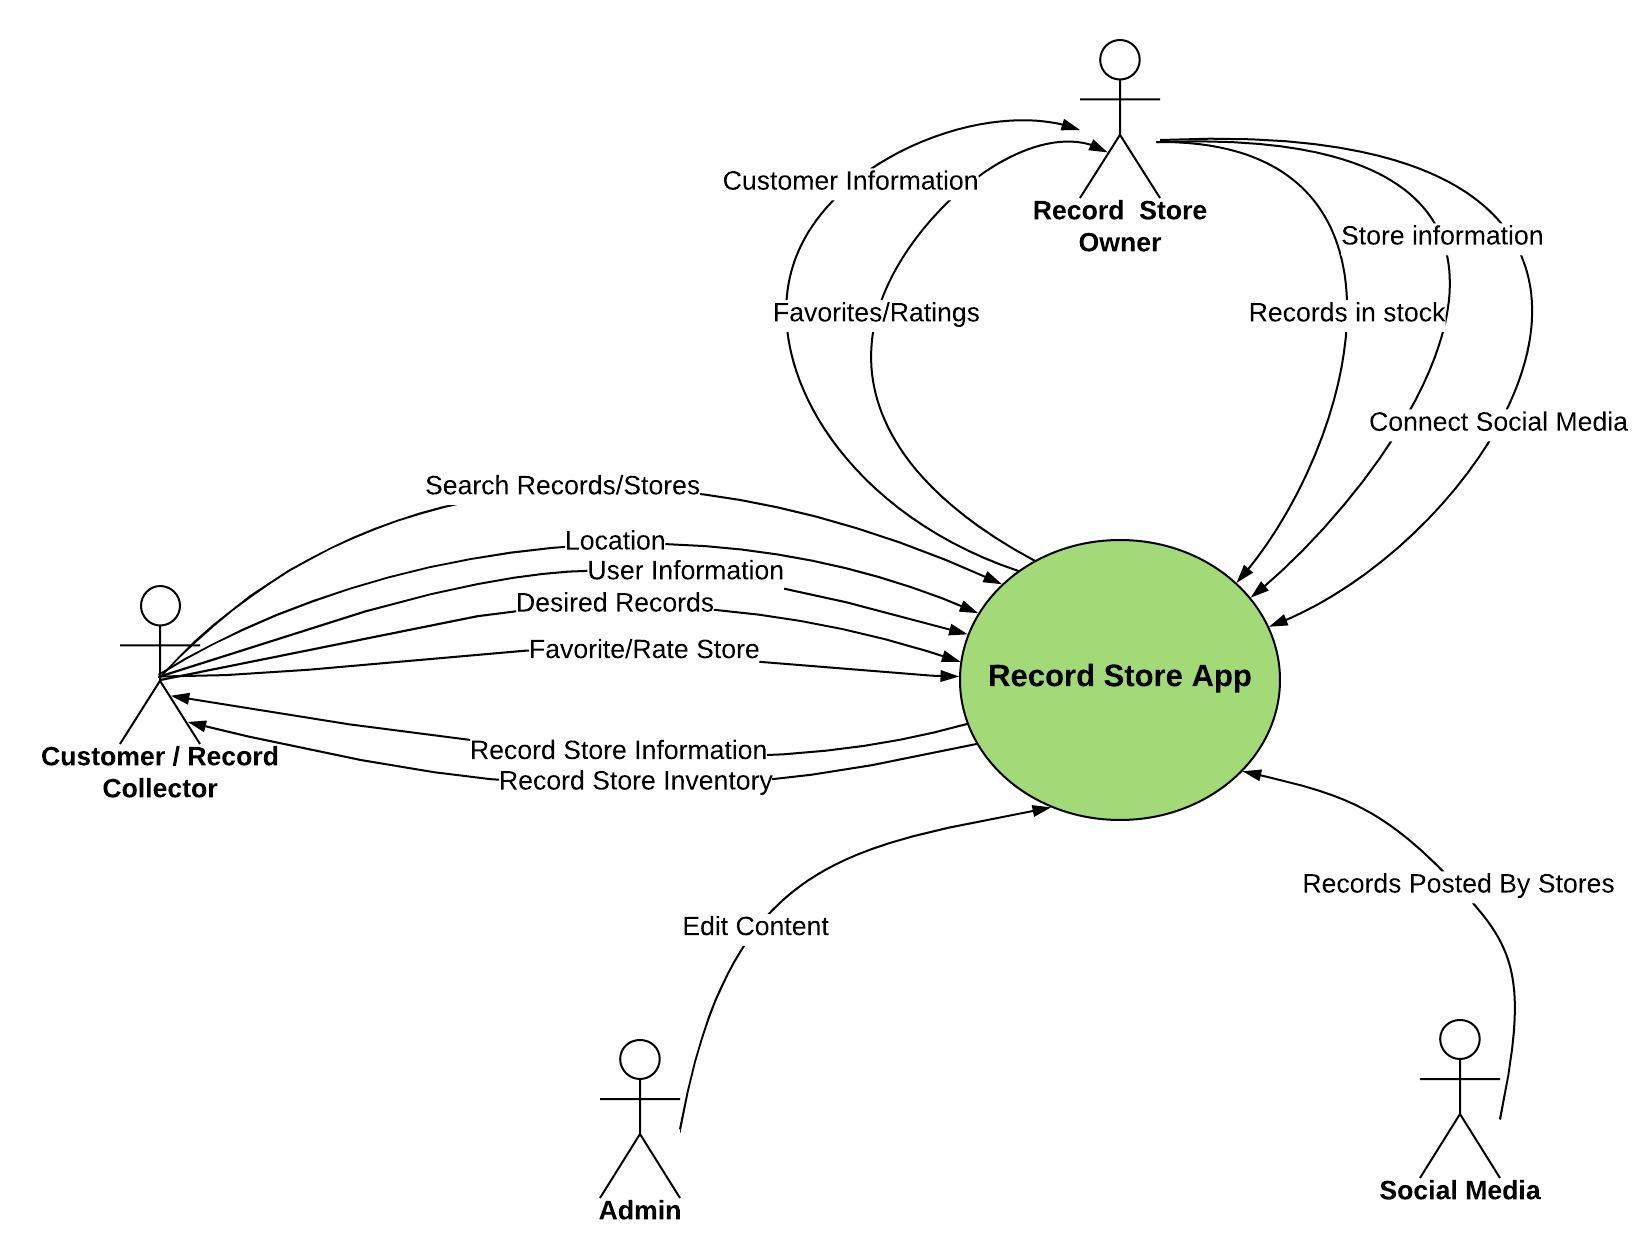 Customer Information
Record  Store
Owner
Store information
Favorites/Ratings
Records in stock
Connect Social Media
Search Records/Stores
Location
User Information
Desired Records
Favorite/Rate Store
Record Store App
Record Store Information
Record Store Inventory
Customer / Record
Collector
Records Posted By Stores
Edit Content
Social Media
Admin